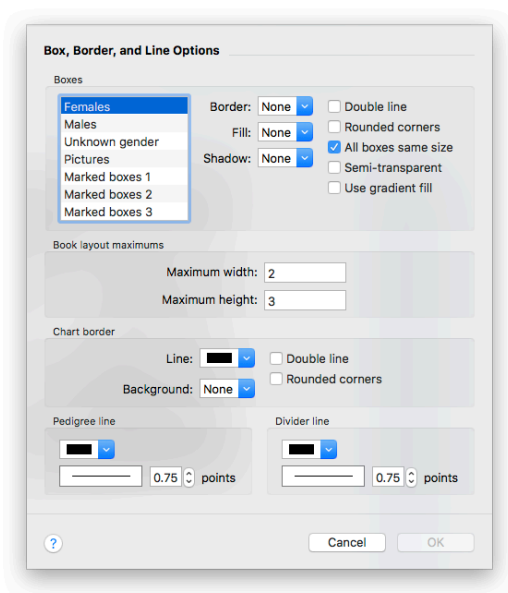 Box, Border, and Line Options
Boxes
Females
Males
Unknown gender
Pictures
Marked boxes 1
Marked boxes 2
Marked boxes 3
Border: None
Fill: None
Shadow: None
Double line
Rounded corners
All boxes same size
Semi-transparent
Use gradient fill
Book layout maximums
Maximum width: 2
Maximum height: 3
Chart border
Line:
Background: None
Double line
Rounded corners
Pedigree line
0.75 points
Divider line
0.75 points
? Cancel OK